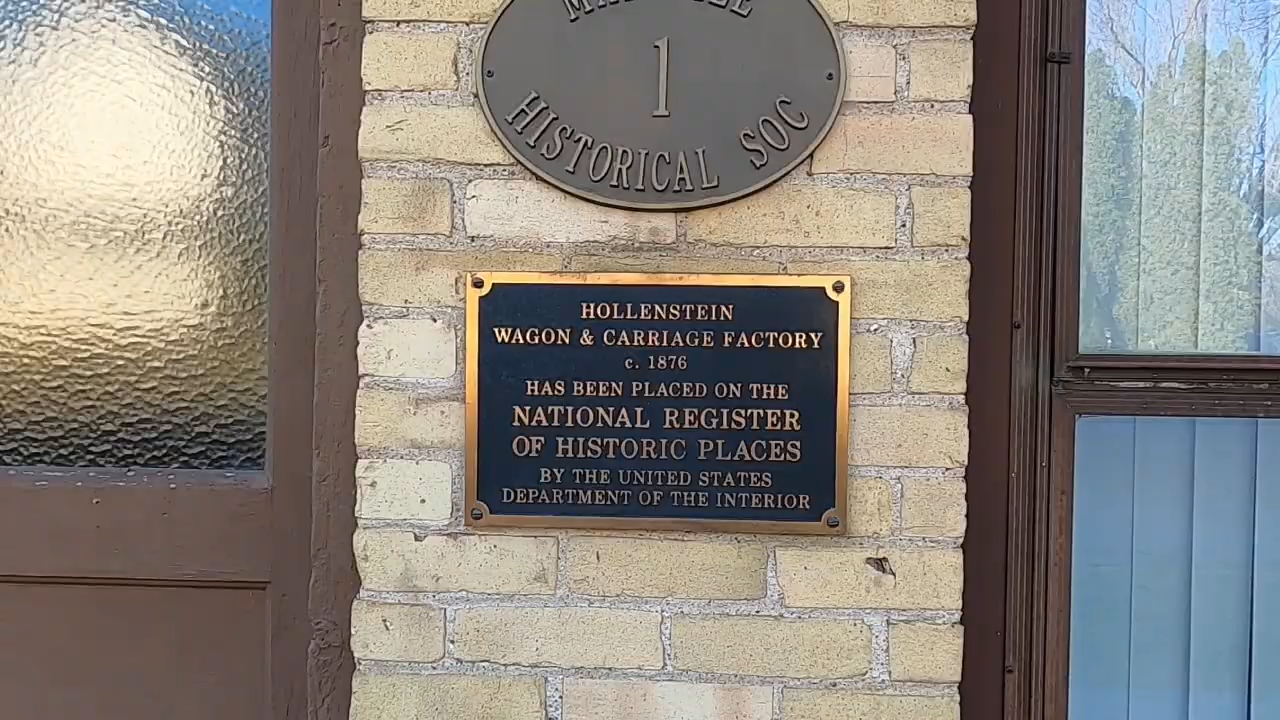 1
HISTORICAL SOC
HOLLENSTEIN
WAGON & CARRIAGE FACTORY
c. 1876
HAS BEEN PLACED ON THE
NATIONAL REGISTER
OF HISTORIC PLACES
BY THE UNITED STATES
DEPARTMENT OF THE INTERIOR